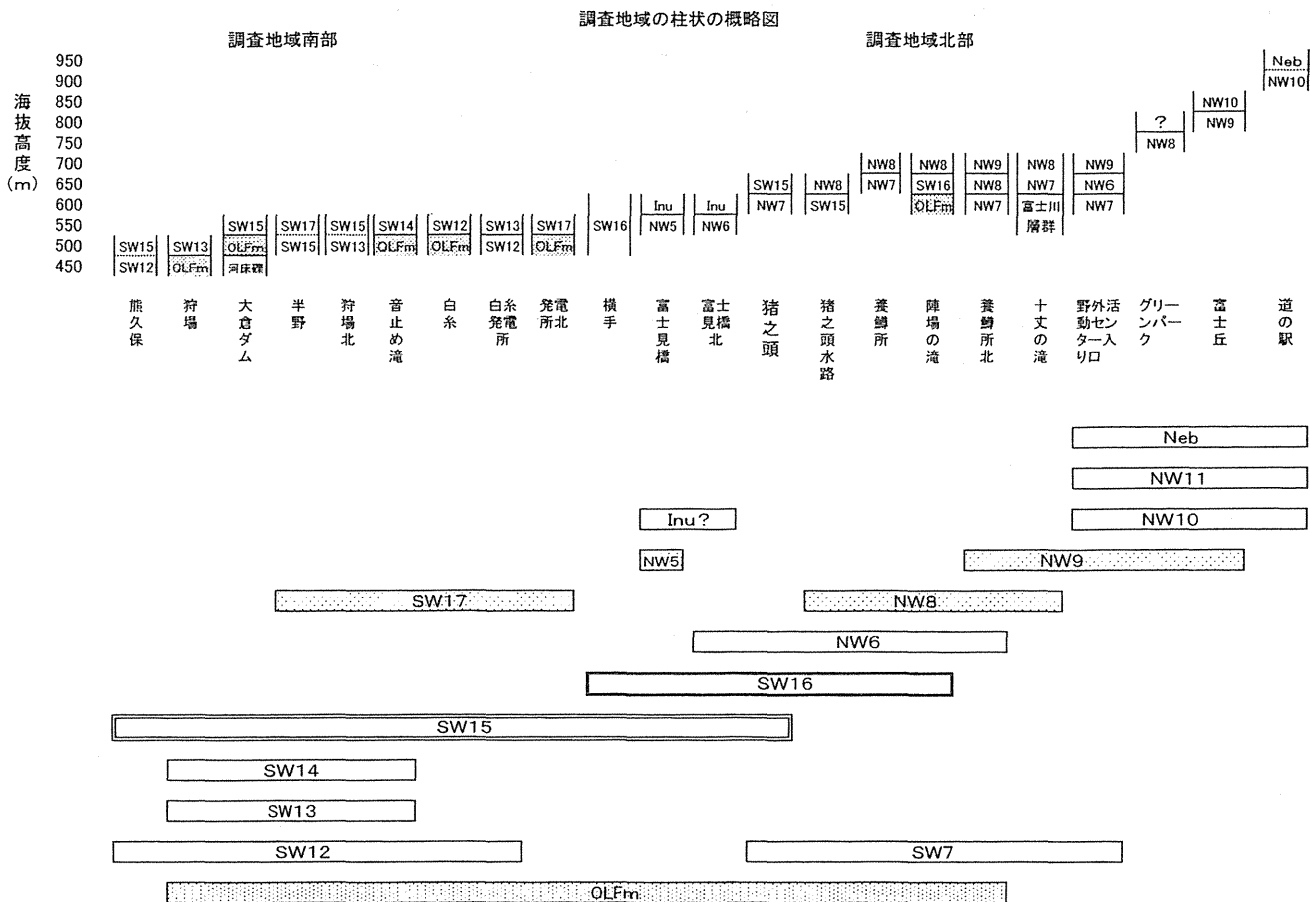 調査地域の柱状の概略図
調査地域南部
調査地域北部
海抜高度(m)
950
900
850
800
750
700
650
600
550
500
450
SW15
SW12
SW13
OLFm
SW15
OLFm
河床礫
SW17
SW15
SW15
SW13
SW14
OLFm
SW12
OLFm
SW13
SW12
SW17
OLFm
SW16
Inu
NW5
Inu
NW6
SW15
NW7
NW8
SW15
NW8
NW7
NW8
SW16
OLFm
NW9
NW8
NW7
NW8
NW7
富士川
層群
NW9
NW6
NW7
?
NW8
NW10
NW9
Neb
NW10
熊久保
狩場
大倉ダム
半野
狩場北
音止め滝
白糸
白糸発電所
発電所北
横手
富士見橋
富士見橋北
猪之頭
猪之頭水路
養鱒所
陣場の滝
養鱒所北
十丈の滝
野外活動センター入り口
グリーンパーク
富士丘
道の駅
Neb
NW11
Inu?
NW10
NW5
NW9
SW17
NW8
NW6
SW16
SW15
SW14
SW13
SW12
SW7
OLFm